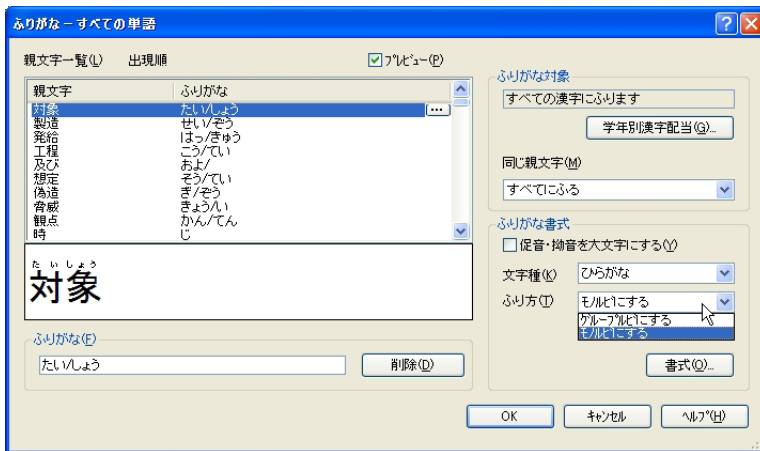 ふりがな－すべての単語
親文字一覧(L) 出現順 プレビュー(P)
親文字 ふりがな
対象 たい/しょう ...
製造 せい/ぞう
発給 はっ/きゅう
工程 こう/てい
及び およ/
想定 そう/てい
偽造 ぎ/ぞう
脅威 きょう/い
観点 かん/てん
時 じ
たいしょう
対象
ふりがな(F)
たい/しょう 削除(D)
ふりがな対象
すべての漢字にふります
学年別漢字配当(G)...
同じ親文字(M)
すべてにふる
ふりがな書式
促音・拗音を大文字にする(Y)
文字種(K) ひらがな
ふり方(T) モノルビにする
グループルビにする
モノルビにする
書式(O)...
OK キャンセル ヘルプ(H)